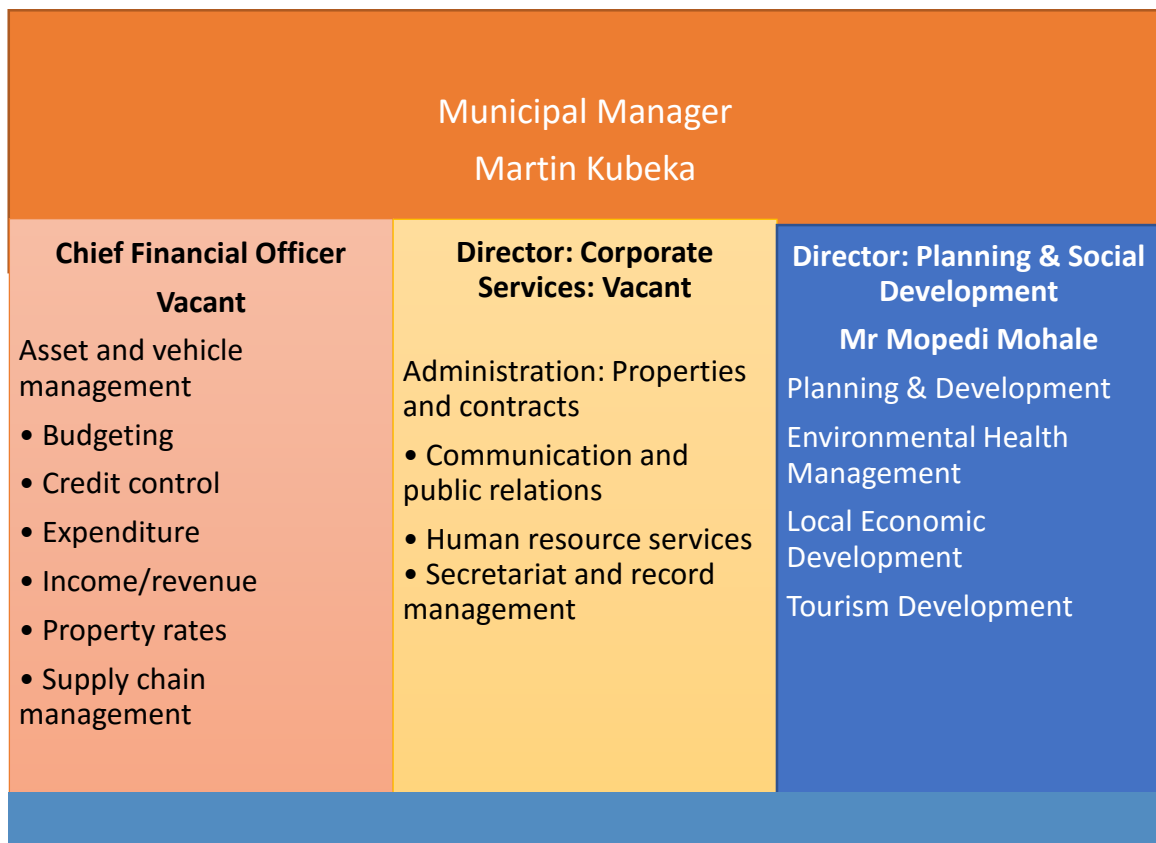 Municipal Manager
Martin Kubeka
Chief Financial Officer
Vacant
Asset and vehicle
management
• Budgeting
• Credit control
• Expenditure
• Income/revenue
• Property rates
• Supply chain
management
Director: Corporate
Services: Vacant
Administration: Properties
and contracts
• Communication and
public relations
• Human resource services
• Secretariat and record
management
Director: Planning & Social
Development
Mr Mopedi Mohale
Planning & Development
Environmental Health
Management
Local Economic
Development
Tourism Development